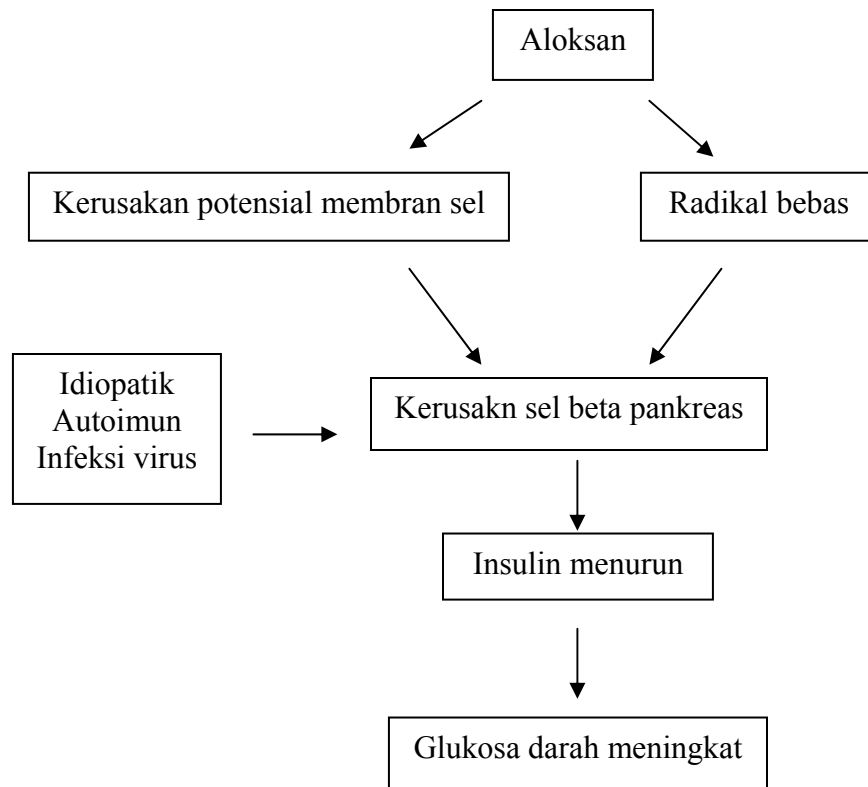 Aloksan
Kerusakan potensial membran sel
Radikal bebas
Idiopatik
Autoimun
Infeksi virus
Kerusakn sel beta pankreas
Insulin menurun
Glukosa darah meningkat